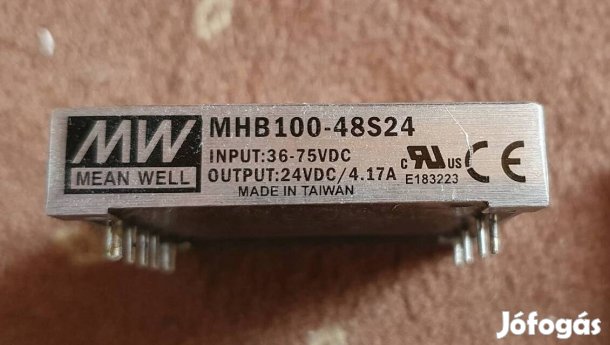 MW
MEAN WELL
MHB100-48S24
INPUT:36-75VDC
OUTPUT:24VDC/4.17A
MADE IN TAIWAN
c RU US
E183223
CE
Jófogás